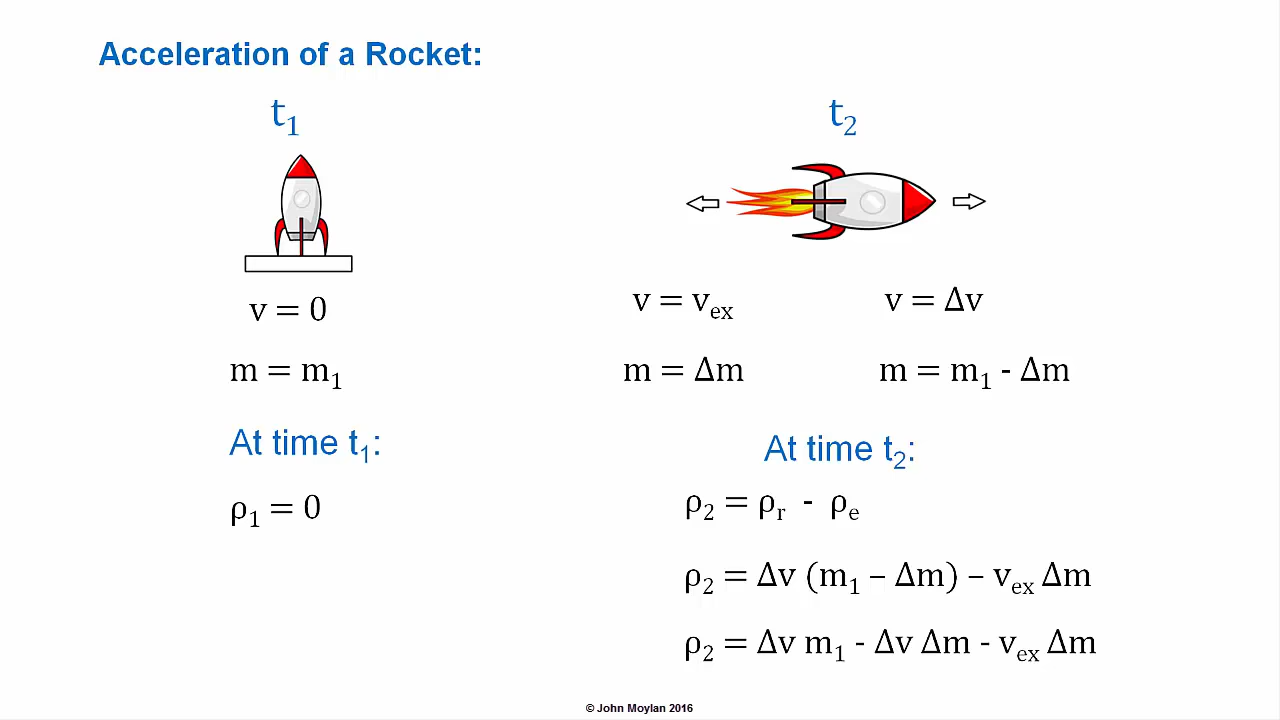 Acceleration of a Rocket:
t₁
t₂
v = 0
v = vₑₓ
v = Δv
m = m₁
m = Δm
m = m₁ - Δm
At time t₁:
At time t₂:
ρ₁ = 0
ρ₂ = ρᵣ - ρₑ
ρ₂ = Δv (m₁ – Δm) – vₑₓ Δm
ρ₂ = Δv m₁ - Δv Δm - vₑₓ Δm
© John Moylan 2016